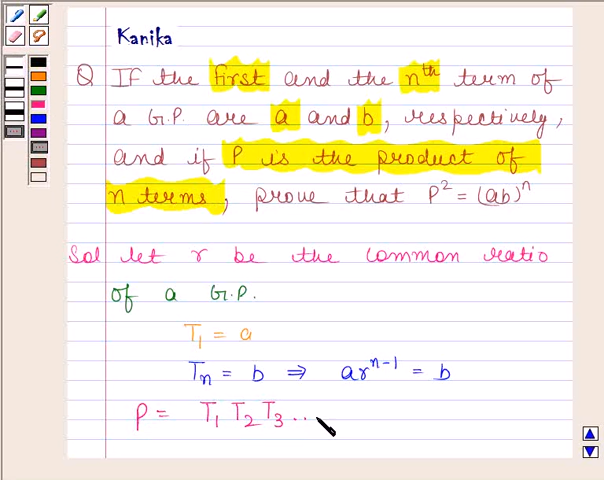 Kanika
Q If the first and the nᵗʰ term of
a G.P. are a and b, respectively,
and if P is the product of
n terms, prove that P² = (ab)ⁿ
Sol let r be the common ratio
of a G.P.
T₁ = a
Tₙ = b ⇒ arⁿ⁻¹ = b
P = T₁ T₂ T₃ ...